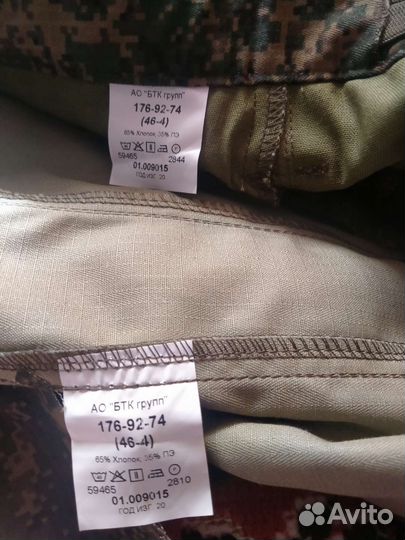 АО "БТК групп"
176-92-74
(46-4)
65% Хлопок, 35% ПЭ
59465 2844
01.009015
ГОД ИЗГ. 20
АО "БТК групп"
176-92-74
(46-4)
65% Хлопок, 35% ПЭ
59465 2810
01.009015
ГОД ИЗГ. 20
Avito